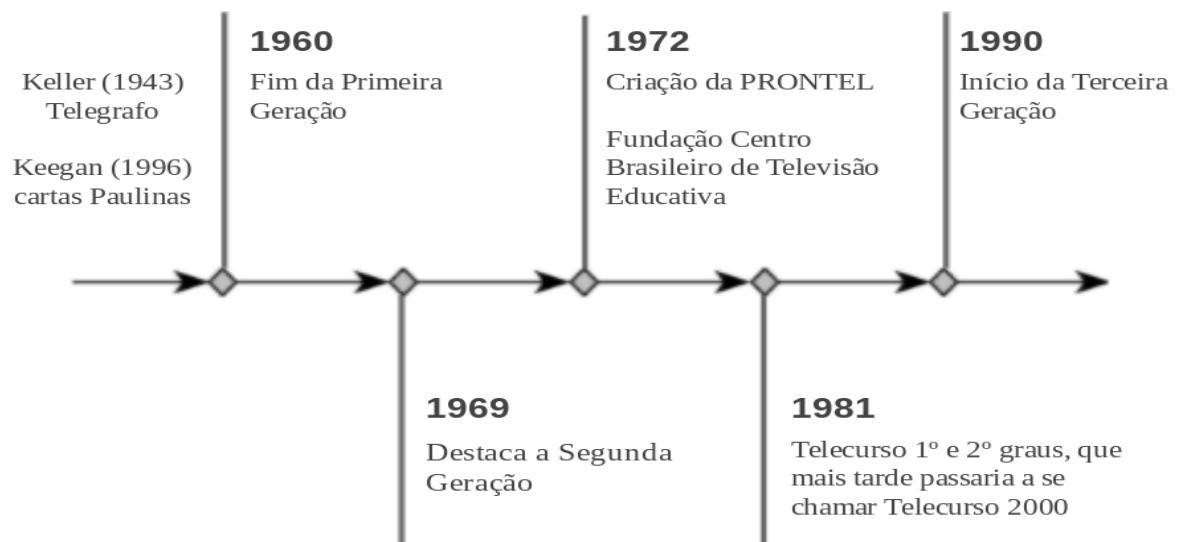 Keller (1943)
Telegrafo
Keegan (1996)
cartas Paulinas
1960
Fim da Primeira
Geração
1969
Destaca a Segunda
Geração
1972
Criação da PRONTEL
Fundação Centro
Brasileiro de Televisão
Educativa
1981
Telecurso 1º e 2º graus, que
mais tarde passaria a se
chamar Telecurso 2000
1990
Início da Terceira
Geração